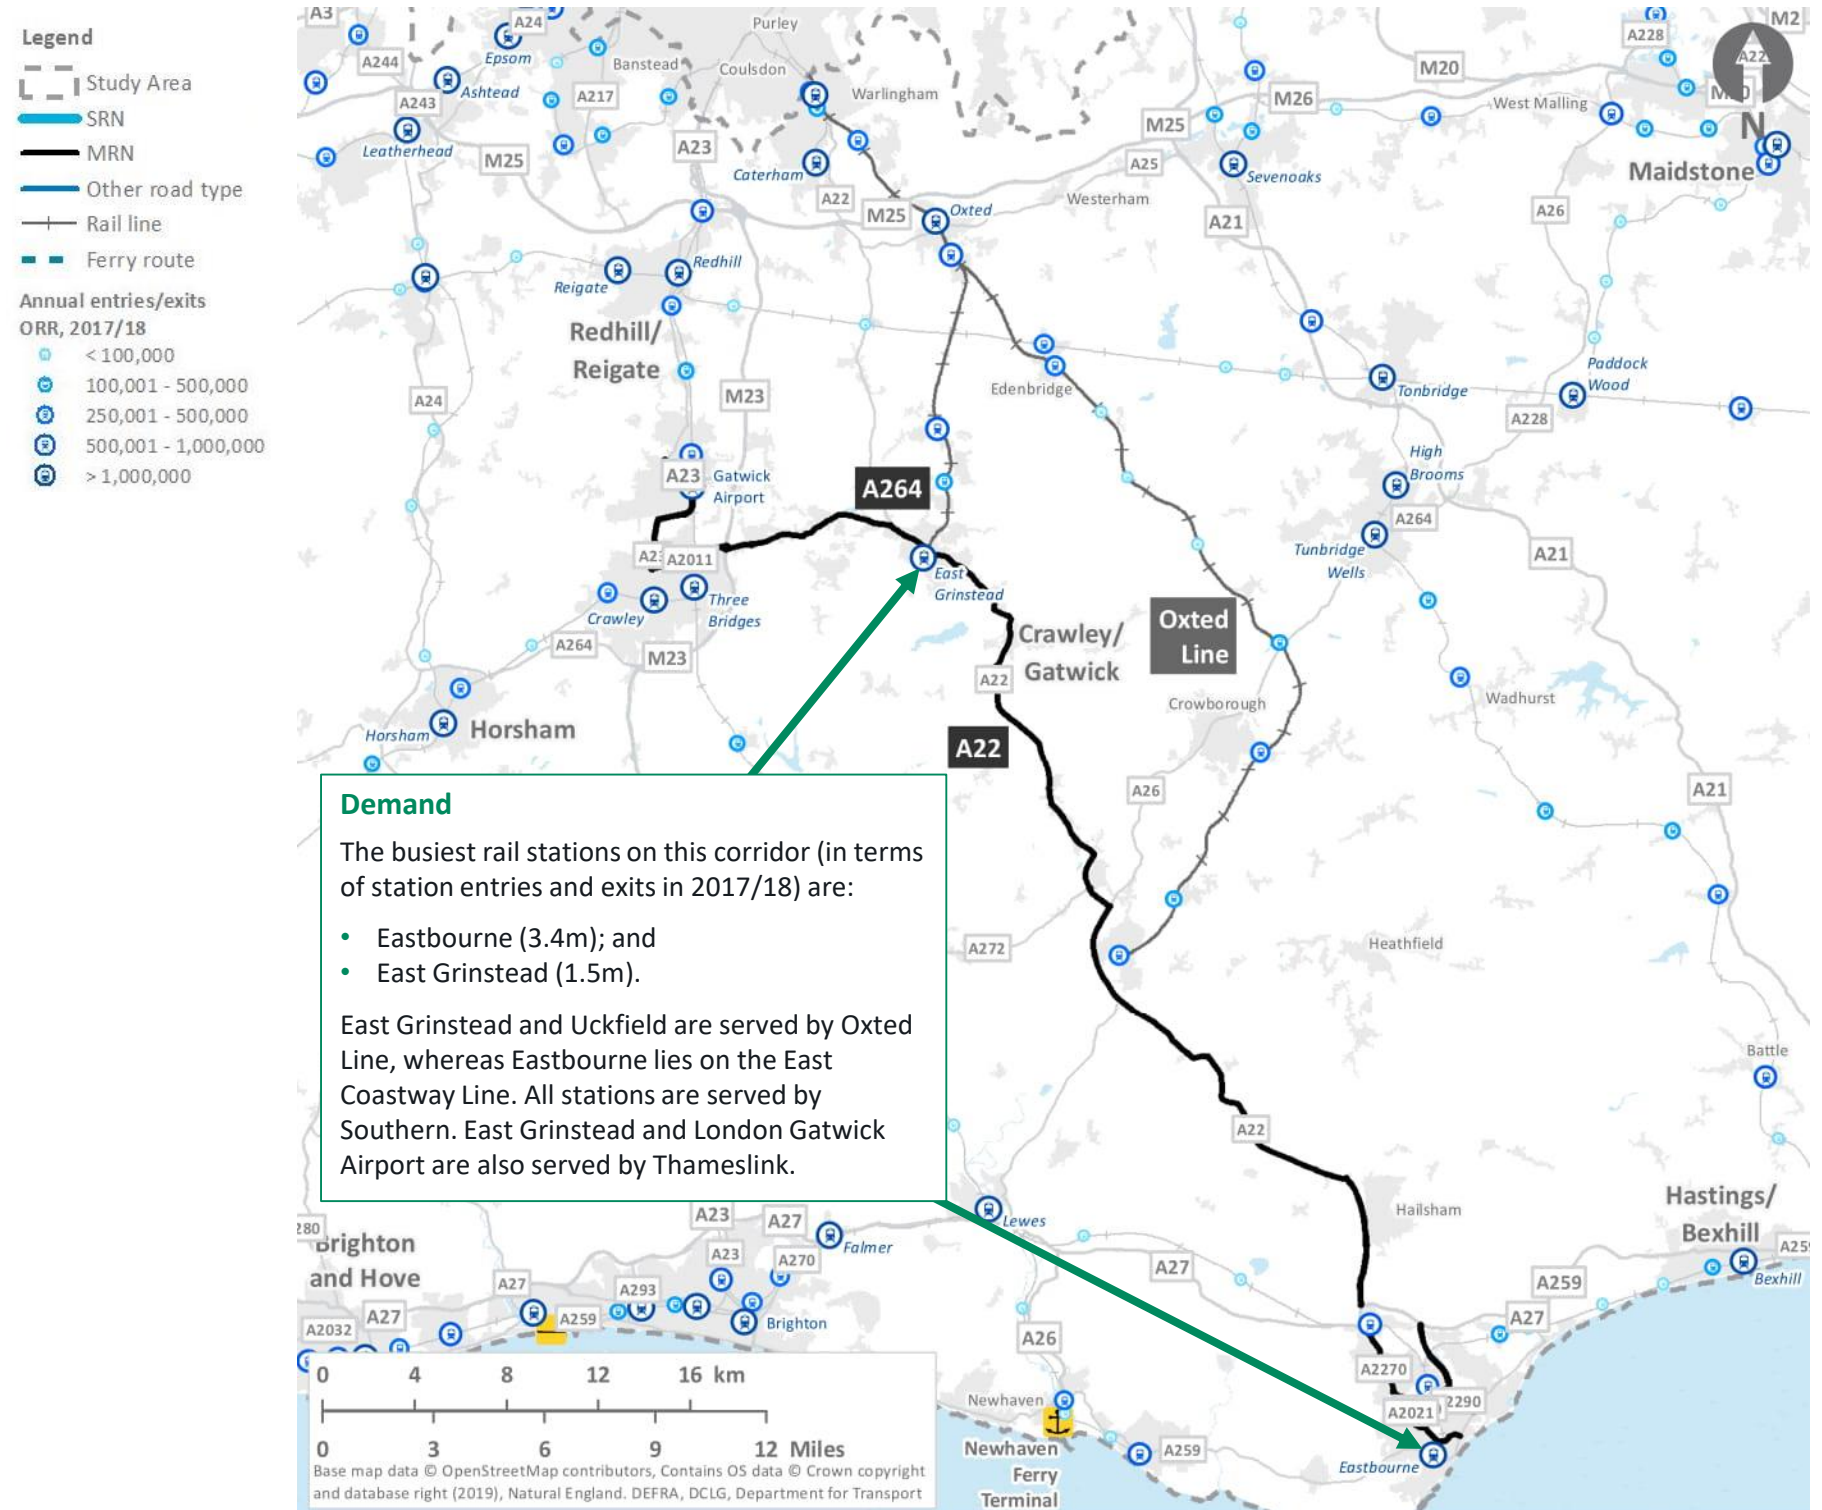 Legend
Study Area
SRN
MRN
Other road type
Rail line
Ferry route
Annual entries/exits
ORR, 2017/18
< 100,000
100,001 - 500,000
250,001 - 500,000
500,001 - 1,000,000
> 1,000,000
A3
A24
Purley
M2
A228
A244
Epsom
Banstead
Coulsdon
A22
M20
Ashtead
A217
Warlingham
M26
West Malling
A243
M25
N
Leatherhead
M25
A23
Caterham
A25
Sevenoaks
Maidstone
A22
M25
Oxted
Westerham
A21
A26
Reigate
Redhill
Redhill/
Reigate
Edenbridge
Paddock
Wood
A24
M23
Tonbridge
A228
High
Brooms
A23
Gatwick
Airport
A264
A264
A2011
Tunbridge
Wells
A21
East
Grinstead
Crawley
Three
Bridges
Oxted
Line
Crawley/
Gatwick
A264
M23
A22
Crowborough
Wadhurst
Horsham
Horsham
A22
A26
A21
Demand
The busiest rail stations on this corridor (in terms
of station entries and exits in 2017/18) are:
• Eastbourne (3.4m); and
• East Grinstead (1.5m).
East Grinstead and Uckfield are served by Oxted
Line, whereas Eastbourne lies on the East
Coastway Line. All stations are served by
Southern. East Grinstead and London Gatwick
Airport are also served by Thameslink.
A272
Heathfield
Battle
A22
Hailsham
Hastings/
Bexhill
A23
A27
Lewes
280
Brighton
and Hove
Falmer
A23
A270
A27
A259
Bexhill
A27
A293
A259
A27
A2032
A259
Brighton
A26
A27
A2270
0 4 8 12 16 km
0 3 6 9 12 Miles
Newhaven
A2021
2290
Newhaven
Ferry
Terminal
A259
Eastbourne
Base map data © OpenStreetMap contributors, Contains OS data © Crown copyright
and database right (2019), Natural England. DEFRA, DCLG, Department for Transport